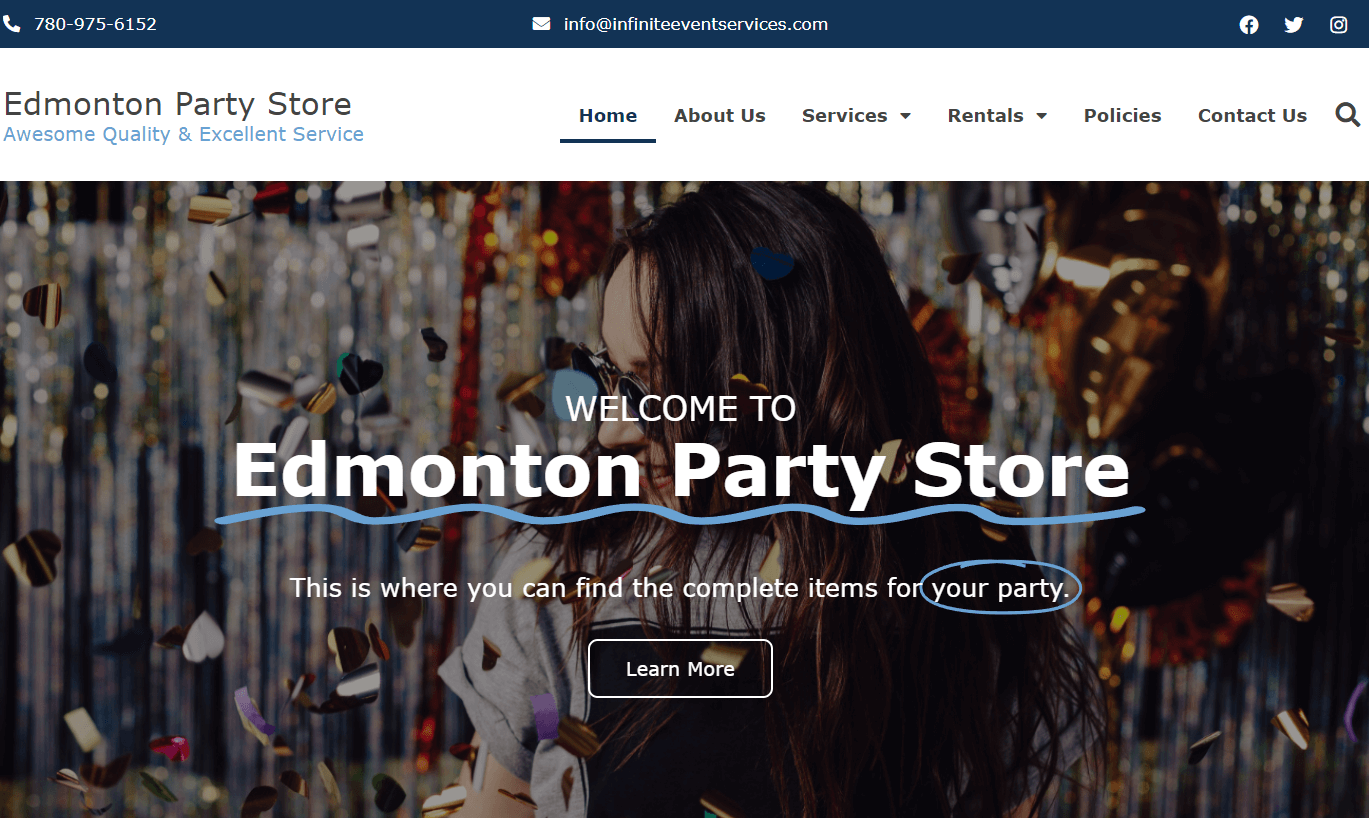 780-975-6152
info@infiniteeventservices.com
Edmonton Party Store
Awesome Quality & Excellent Service
Home
About Us
Services
Rentals
Policies
Contact Us
WELCOME TO
Edmonton Party Store
This is where you can find the complete items for your party.
Learn More